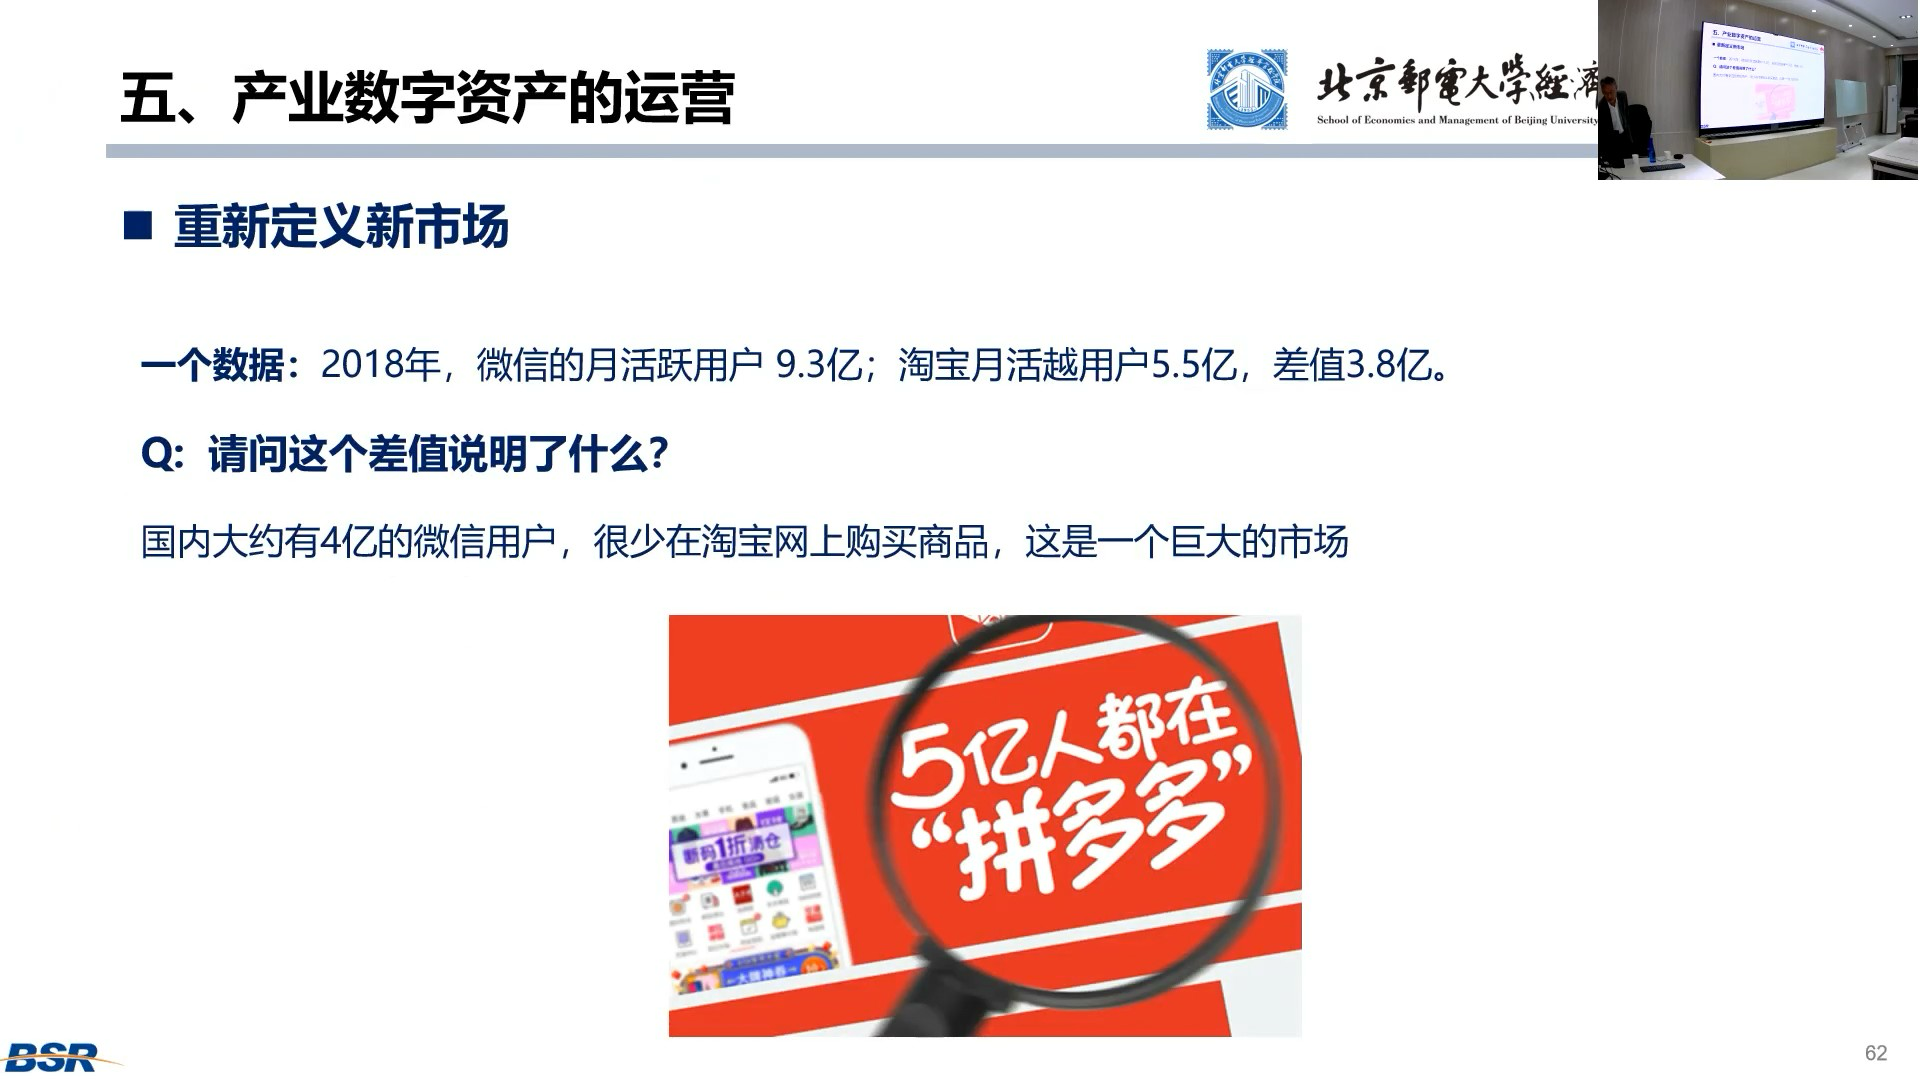 五、产业数字资产的运营
北京郵電大學經濟
School of Economics and Management of Beijing University
重新定义新市场
一个数据：2018年，微信的月活跃用户 9.3亿；淘宝月活越用户5.5亿，差值3.8亿。
Q：请问这个差值说明了什么？
国内大约有4亿的微信用户，很少在淘宝网上购买商品，这是一个巨大的市场
5亿人都在
“拼多多”
断码1折清仓
大牌神券
BSR
62